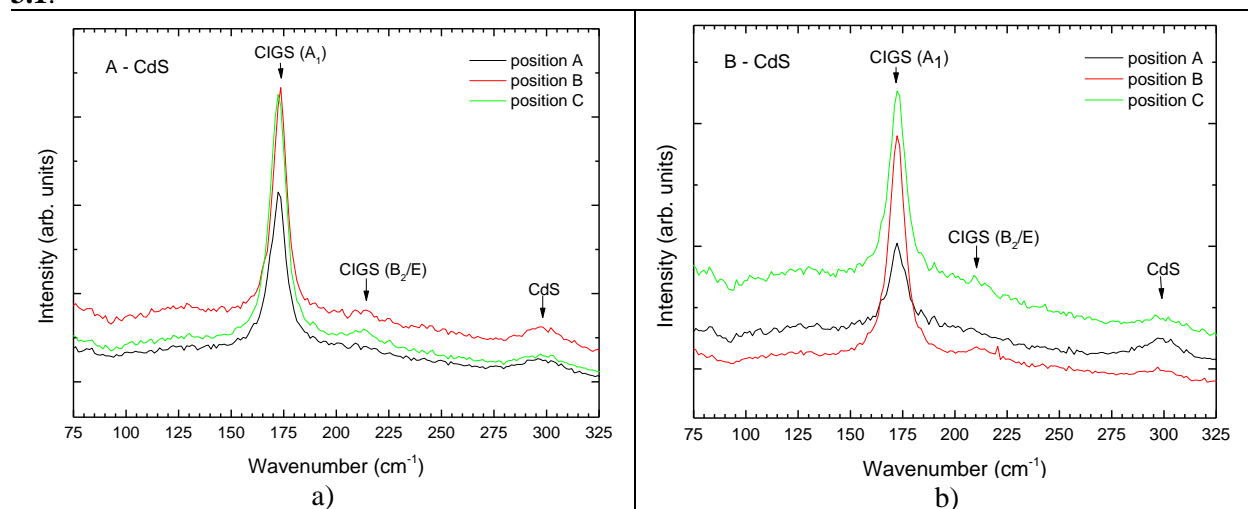 3.1.
A - CdS
CIGS (A₁)
position A
position B
position C
CIGS (B₂/E)
CdS
Intensity (arb. units)
75 100 125 150 175 200 225 250 275 300 325
Wavenumber (cm⁻¹)
a)
B - CdS
CIGS (A1)
position A
position B
position C
CIGS (B₂/E)
CdS
Intensity (arb. units)
75 100 125 150 175 200 225 250 275 300 325
Wavenumber (cm⁻¹)
b)